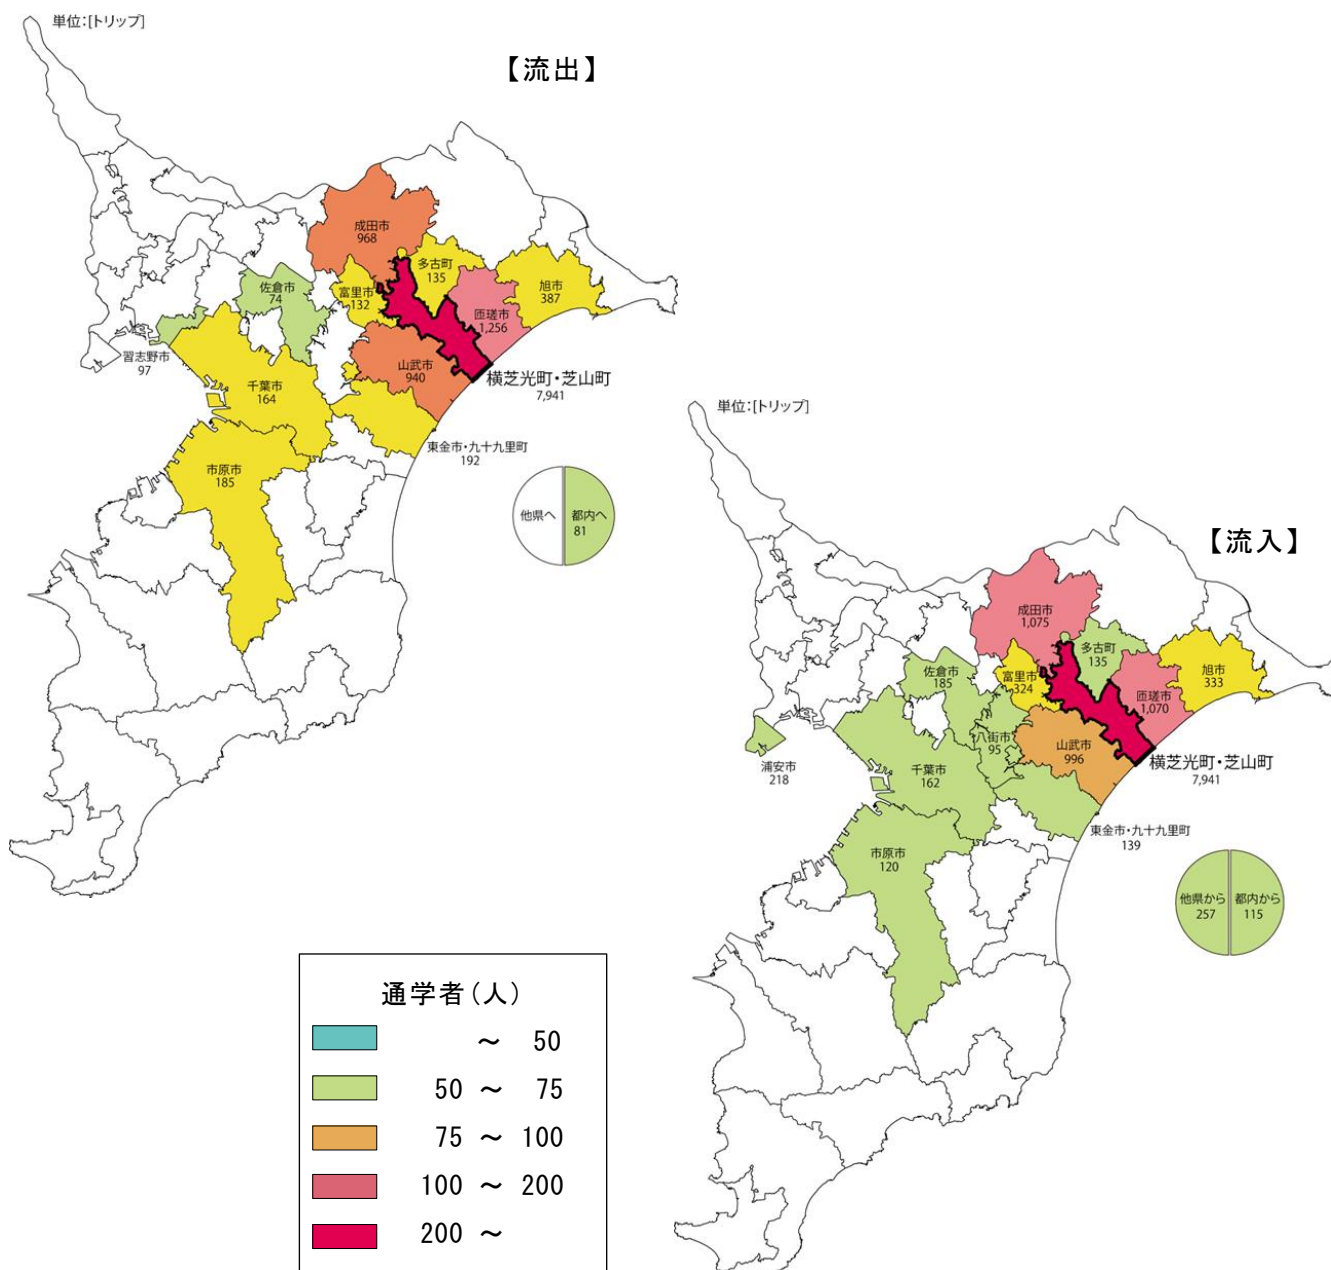 単位:[トリップ]
【流出】
成田市
968
多古町
135
佐倉市
74
富里市
132
旭市
387
匝瑳市
1,256
習志野市
97
山武市
940
横芝光町・芝山町
7,941
千葉市
164
東金市・九十九里町
192
市原市
185
他県へ
都内へ
81
単位:[トリップ]
【流入】
成田市
1,075
多古町
135
佐倉市
185
富里市
324
旭市
333
匝瑳市
1,070
八街市
95
山武市
996
浦安市
218
横芝光町・芝山町
7,941
千葉市
162
東金市・九十九里町
139
市原市
120
他県から
257
都内から
115
通学者(人)
～ 50
50 ～ 75
75 ～ 100
100 ～ 200
200 ～